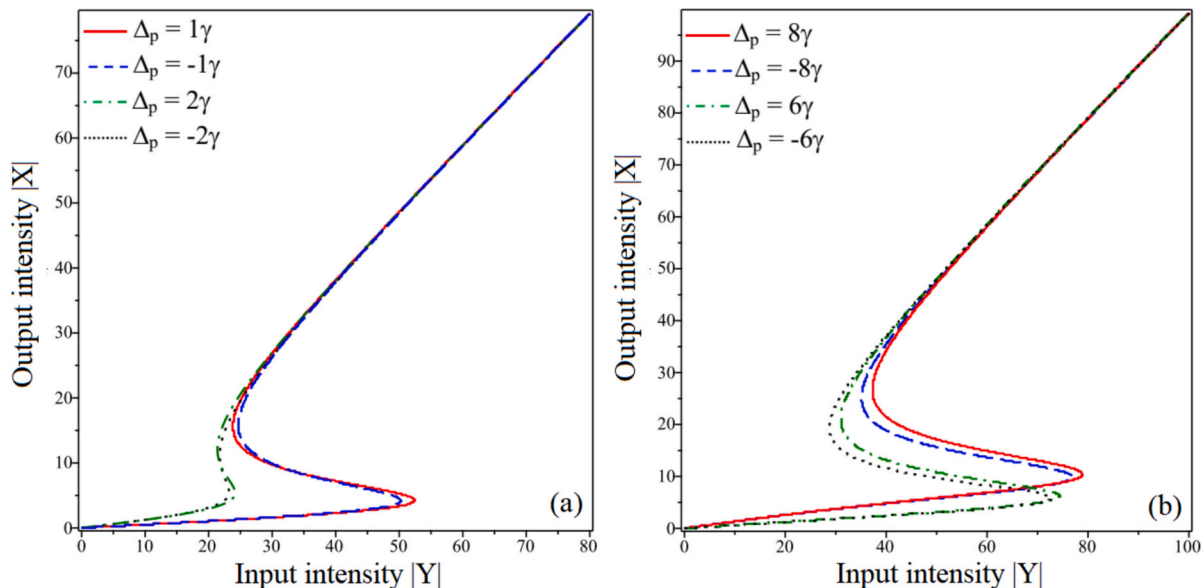 Δp = 1γ
Δp = -1γ
Δp = 2γ
Δp = -2γ
Output intensity |X|
70
60
50
40
30
20
10
0
0 10 20 30 40 50 60 70 80
Input intensity |Y|
(a)
Δp = 8γ
Δp = -8γ
Δp = 6γ
Δp = -6γ
Output intensity |X|
90
80
70
60
50
40
30
20
10
0
0 20 40 60 80 100
Input intensity |Y|
(b)